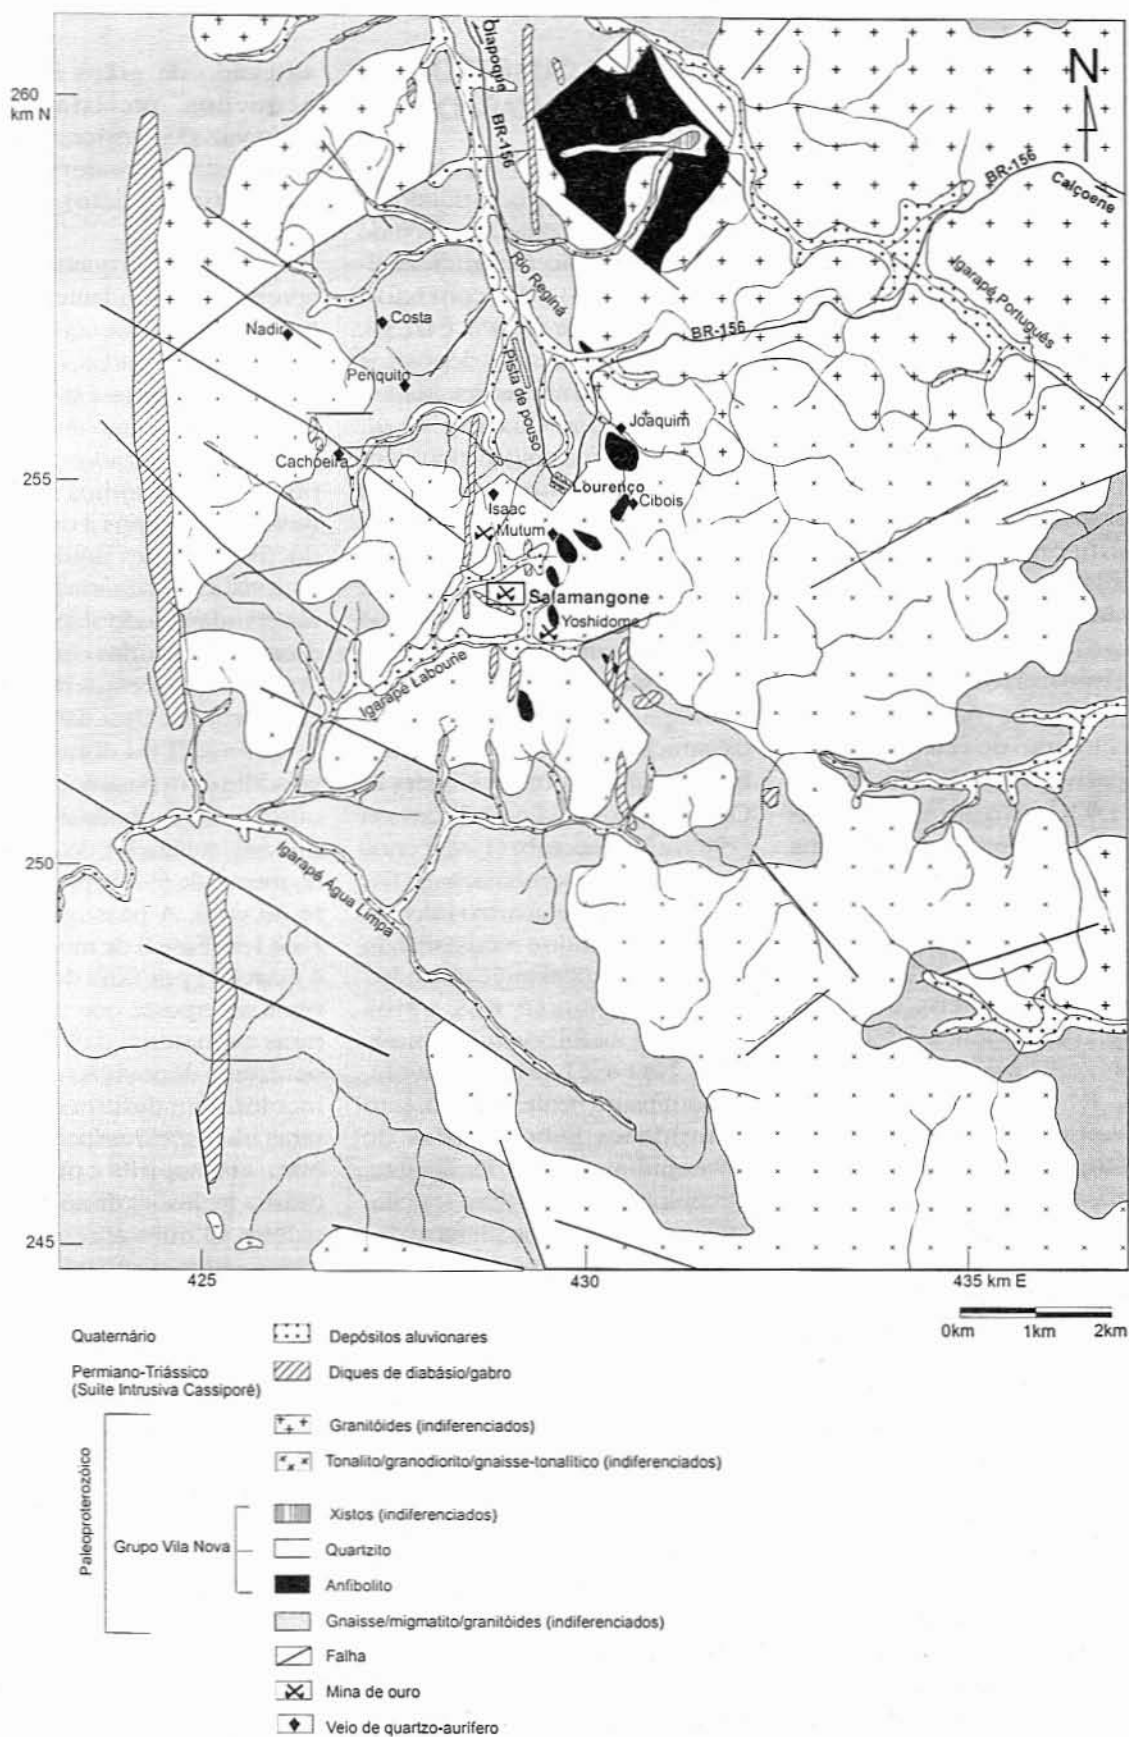 Oiapoque
BR-156
260
km N
N
BR-156
Calçoene
Igarapé Português
Rio Reginá
BR-156
Nadir
Costa
Periquito
Pista de pouso
Joaquim
Cachoeira
255
Lourenço
Isaac
Cibois
Mutum
Salamangone
Yoshidome
Igarapé Labourie
250
Igarapé Água Limpa
245
425
430
435 km E
0km
1km
2km
Quaternário
Depósitos aluvionares
Permiano-Triássico
(Suíte Intrusiva Cassiporé)
Diques de diabásio/gabro
Paleoproterozóico
Granitóides (indiferenciados)
Tonalito/granodiorito/gnaisse-tonalítico (indiferenciados)
Grupo Vila Nova
Xistos (indiferenciados)
Quartzito
Anfibolito
Gnaisse/migmatito/granitóides (indiferenciados)
Falha
Mina de ouro
Veio de quartzo-aurífero